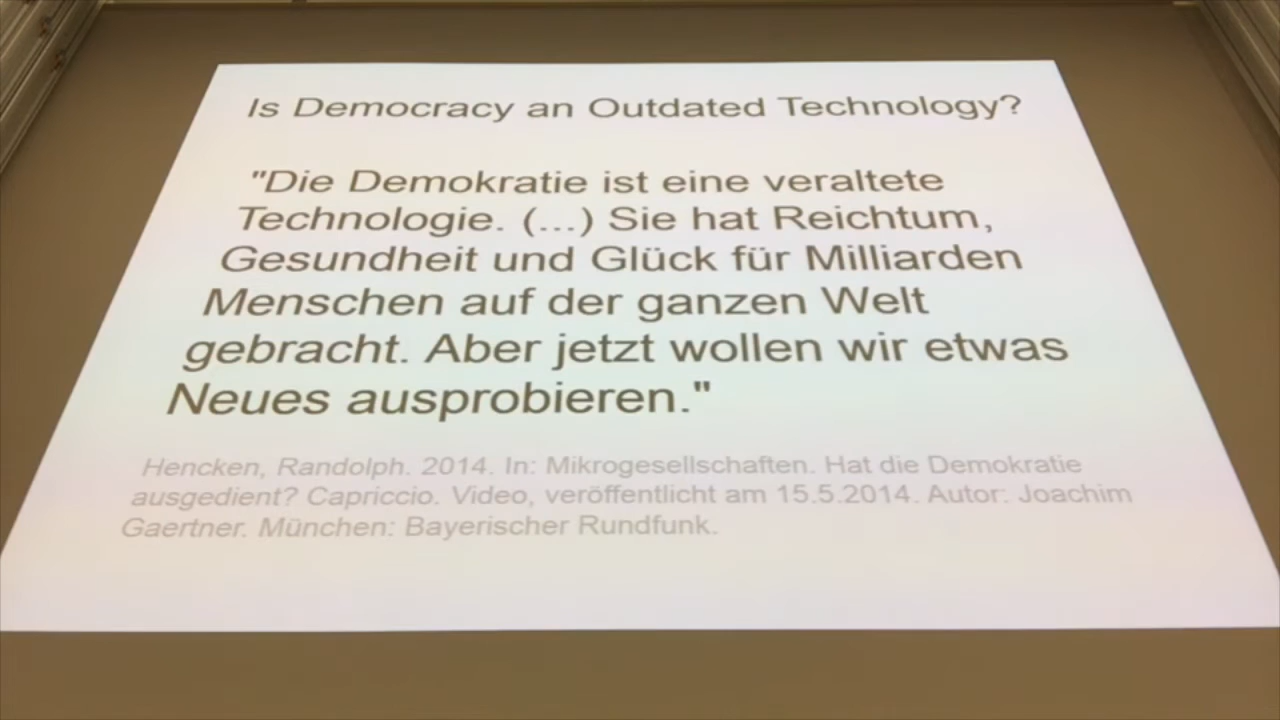 Is Democracy an Outdated Technology?
"Die Demokratie ist eine veraltete
Technologie. (...) Sie hat Reichtum,
Gesundheit und Glück für Milliarden
Menschen auf der ganzen Welt
gebracht. Aber jetzt wollen wir etwas
Neues ausprobieren."
Hencken, Randolph. 2014. In: Mikrogesellschaften. Hat die Demokratie
ausgedient? Capriccio. Video, veröffentlicht am 15.5.2014. Autor: Joachim
Gaertner. München: Bayerischer Rundfunk.